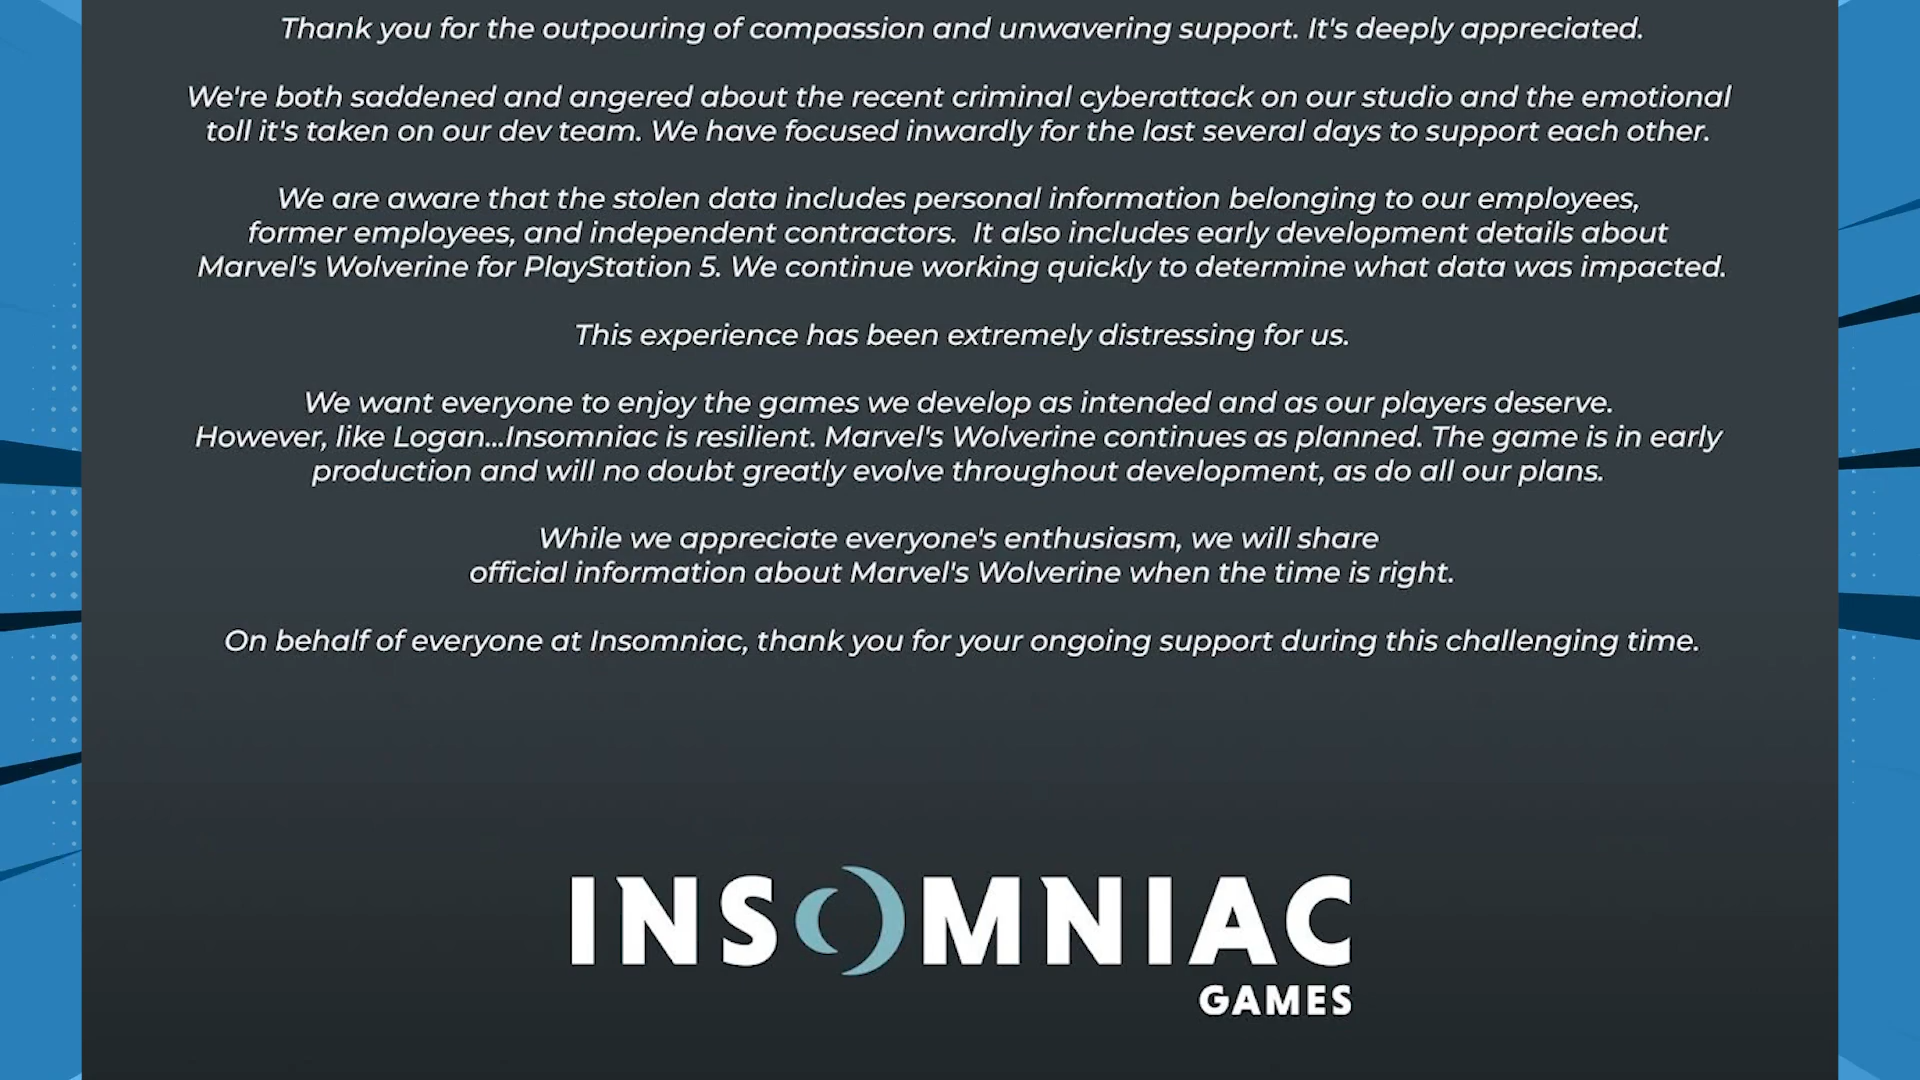 Thank you for the outpouring of compassion and unwavering support. It's deeply appreciated.
We're both saddened and angered about the recent criminal cyberattack on our studio and the emotional
toll it's taken on our dev team. We have focused inwardly for the last several days to support each other.
We are aware that the stolen data includes personal information belonging to our employees,
former employees, and independent contractors.  It also includes early development details about
Marvel's Wolverine for PlayStation 5. We continue working quickly to determine what data was impacted.
This experience has been extremely distressing for us.
We want everyone to enjoy the games we develop as intended and as our players deserve.
However, like Logan...Insomniac is resilient. Marvel's Wolverine continues as planned. The game is in early
production and will no doubt greatly evolve throughout development, as do all our plans.
While we appreciate everyone's enthusiasm, we will share
official information about Marvel's Wolverine when the time is right.
On behalf of everyone at Insomniac, thank you for your ongoing support during this challenging time.
INSOMNIAC
GAMES